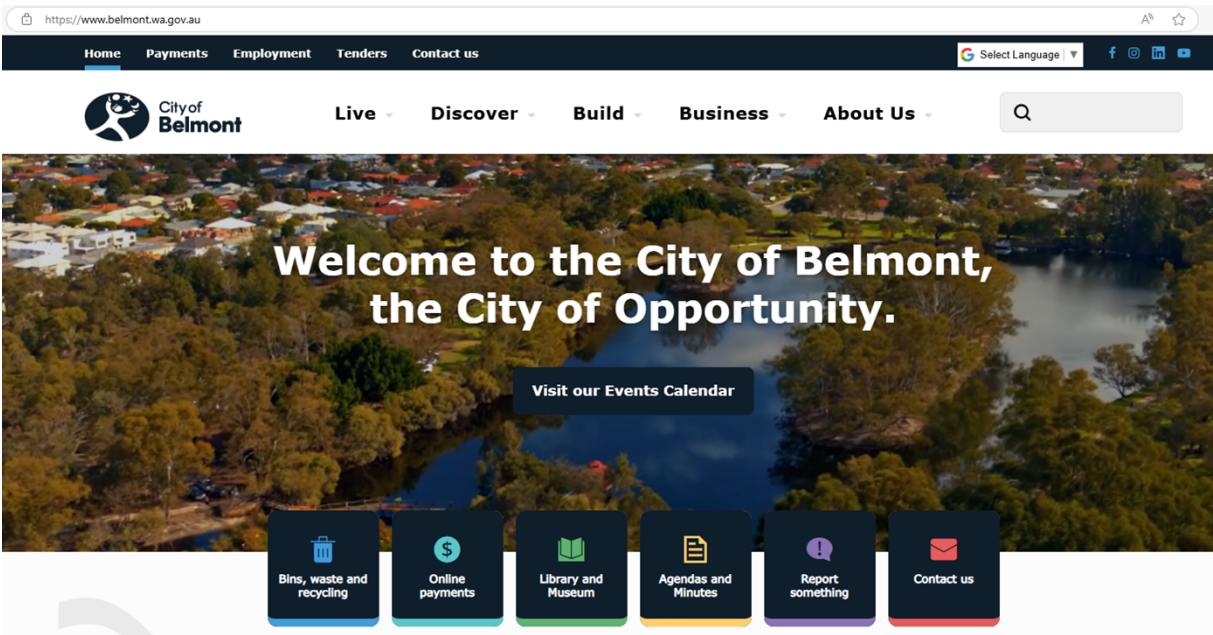 https://www.belmont.wa.gov.au
Home Payments Employment Tenders Contact us
Select Language
City of
Belmont
Live Discover Build Business About Us
Welcome to the City of Belmont,
the City of Opportunity.
Visit our Events Calendar
Bins, waste and
recycling
Online
payments
Library and
Museum
Agendas and
Minutes
Report
something
Contact us